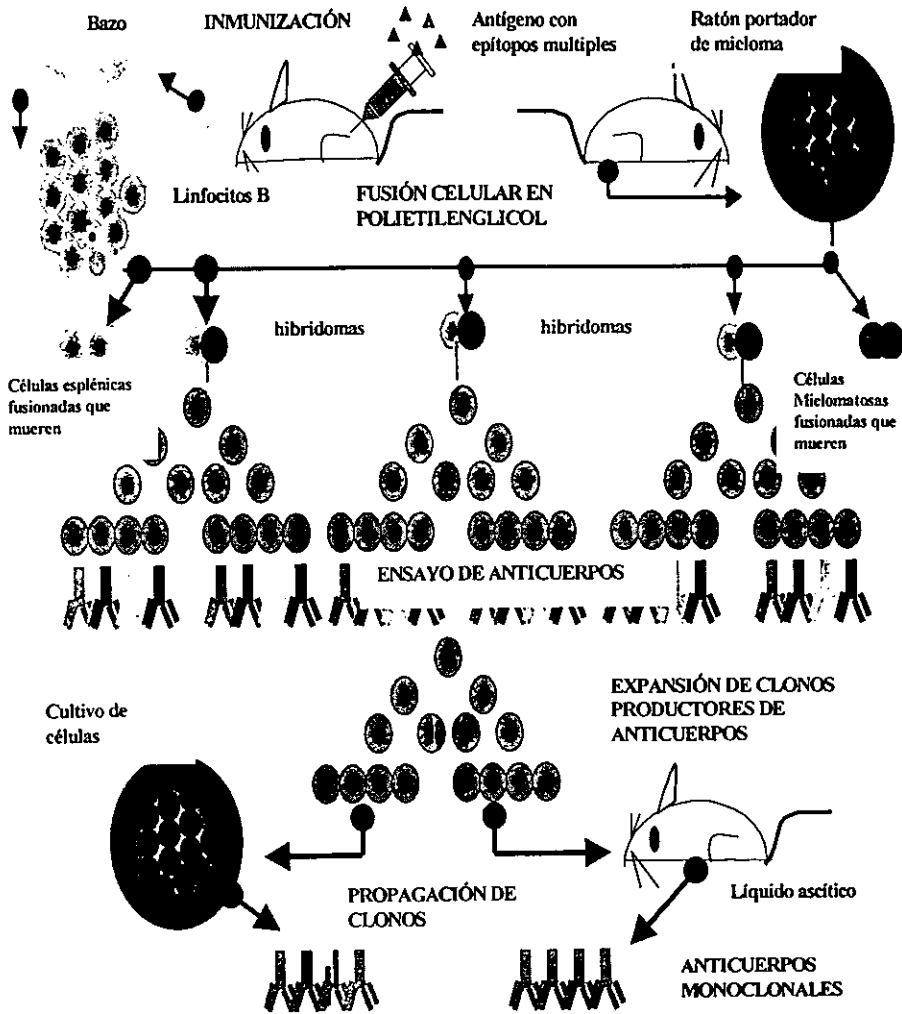 Bazo
INMUNIZACIÓN
Antígeno con
epítopos multiples
Ratón portador
de micloma
Linfocitos B
FUSIÓN CELULAR EN
POLIETILENGLICOL
hibridomas
hibridomas
Células esplénicas
fusionadas que
mueren
Células
Mielomatosas
fusionadas que
mueren
ENSAYO DE ANTICUERPOS
EXPANSIÓN DE CLONOS
PRODUCTORES DE
ANTICUERPOS
Cultivo de
células
PROPAGACIÓN DE
CLONOS
Líquido ascítico
ANTICUERPOS
MONOCLONALES